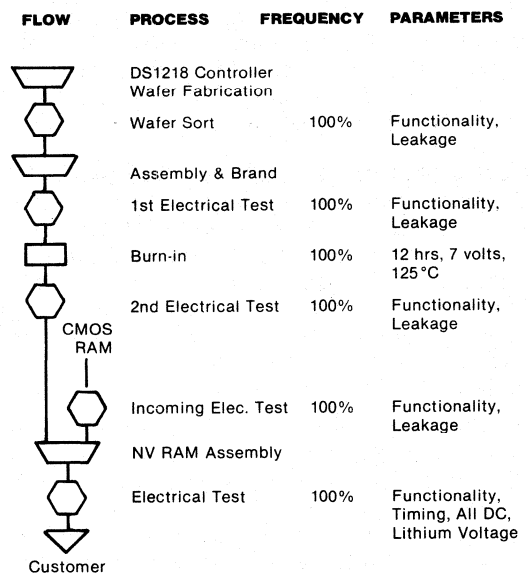 FLOW PROCESS FREQUENCY PARAMETERS
DS1218 Controller
Wafer Fabrication
Wafer Sort 100% Functionality,
Leakage
Assembly & Brand
1st Electrical Test 100% Functionality,
Leakage
Burn-in 100% 12 hrs, 7 volts,
125°C
2nd Electrical Test 100% Functionality,
Leakage
CMOS
RAM
Incoming Elec. Test 100% Functionality,
Leakage
NV RAM Assembly
Electrical Test 100% Functionality,
Timing, All DC,
Lithium Voltage
Customer